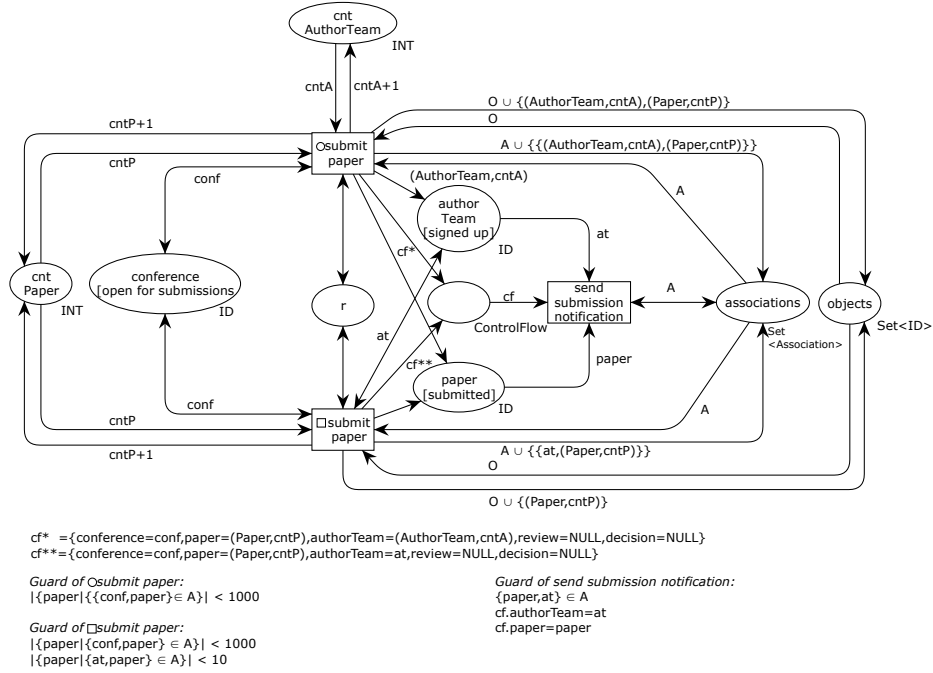 cnt
AuthorTeam
INT
cntA
cntA+1
O ∪ {(AuthorTeam,cntA),(Paper,cntP)}
O
cntP+1
○submit
paper
A ∪ {{(AuthorTeam,cntA),(Paper,cntP)}}
cntP
conf
(AuthorTeam,cntA)
A
author
Team
[signed up]
ID
at
cf*
cnt
Paper
INT
conference
[open for submissions
ID
r
cf
ControlFlow
send
submission
notification
A
associations
Set
<Association>
objects
Set<ID>
at
cf**
paper
paper
[submitted]
ID
conf
A
cntP
□submit
paper
cntP+1
A ∪ {{at,(Paper,cntP)}}
O
O ∪ {(Paper,cntP)}
cf* ={conference=conf,paper=(Paper,cntP),authorTeam=(AuthorTeam,cntA),review=NULL,decision=NULL}
cf**={conference=conf,paper=(Paper,cntP),authorTeam=at,review=NULL,decision=NULL}
Guard of ○submit paper:
|{paper|{{conf,paper}∈ A}| < 1000
Guard of □submit paper:
|{paper|{conf,paper} ∈ A}| < 1000
|{paper|{at,paper} ∈ A}| < 10
Guard of send submission notification:
{paper,at} ∈ A
cf.authorTeam=at
cf.paper=paper